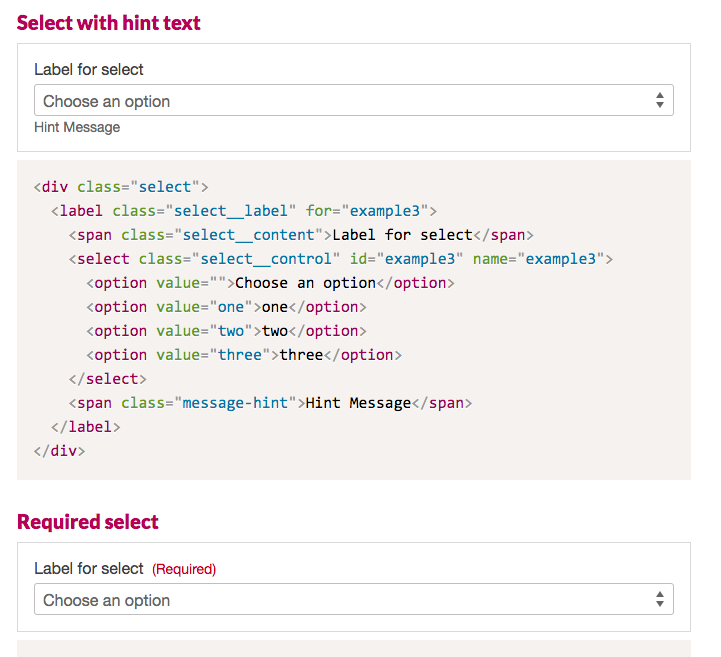 Select with hint text
Label for select
Choose an option
Hint Message
<div class="select">
  <label class="select__label" for="example3">
    <span class="select__content">Label for select</span>
    <select class="select__control" id="example3" name="example3">
      <option value="">Choose an option</option>
      <option value="one">one</option>
      <option value="two">two</option>
      <option value="three">three</option>
    </select>
    <span class="message-hint">Hint Message</span>
  </label>
</div>
Required select
Label for select (Required)
Choose an option